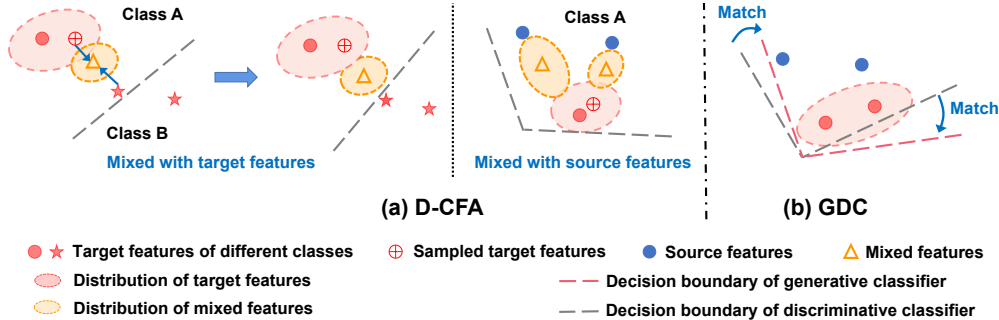 Class A
Class B
Mixed with target features
Class A
Mixed with source features
Match
Match
(a) D-CFA
(b) GDC
Target features of different classes
Sampled target features
Source features
Mixed features
Distribution of target features
Decision boundary of generative classifier
Distribution of mixed features
Decision boundary of discriminative classifier